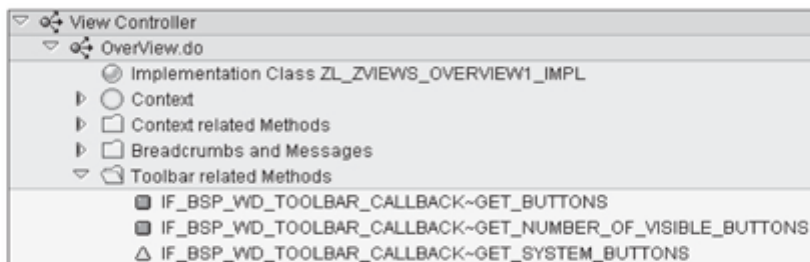 View Controller
OverView.do
Implementation Class ZL_ZVIEWS_OVERVIEW1_IMPL
Context
Context related Methods
Breadcrumbs and Messages
Toolbar related Methods
IF_BSP_WD_TOOLBAR_CALLBACK~GET_BUTTONS
IF_BSP_WD_TOOLBAR_CALLBACK~GET_NUMBER_OF_VISIBLE_BUTTONS
IF_BSP_WD_TOOLBAR_CALLBACK~GET_SYSTEM_BUTTONS